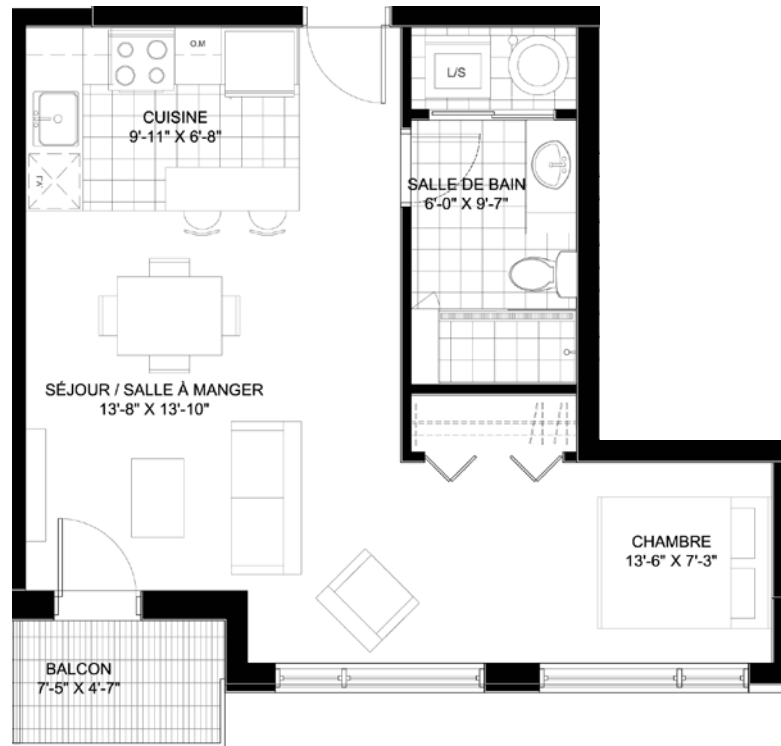 O.M
L/S
CUISINE
9'-11" X 6'-8"
L.V
SALLE DE BAIN
6'-0" X 9'-7"
SÉJOUR / SALLE À MANGER
13'-8" X 13'-10"
CHAMBRE
13'-6" X 7'-3"
BALCON
7'-5" X 4'-7"